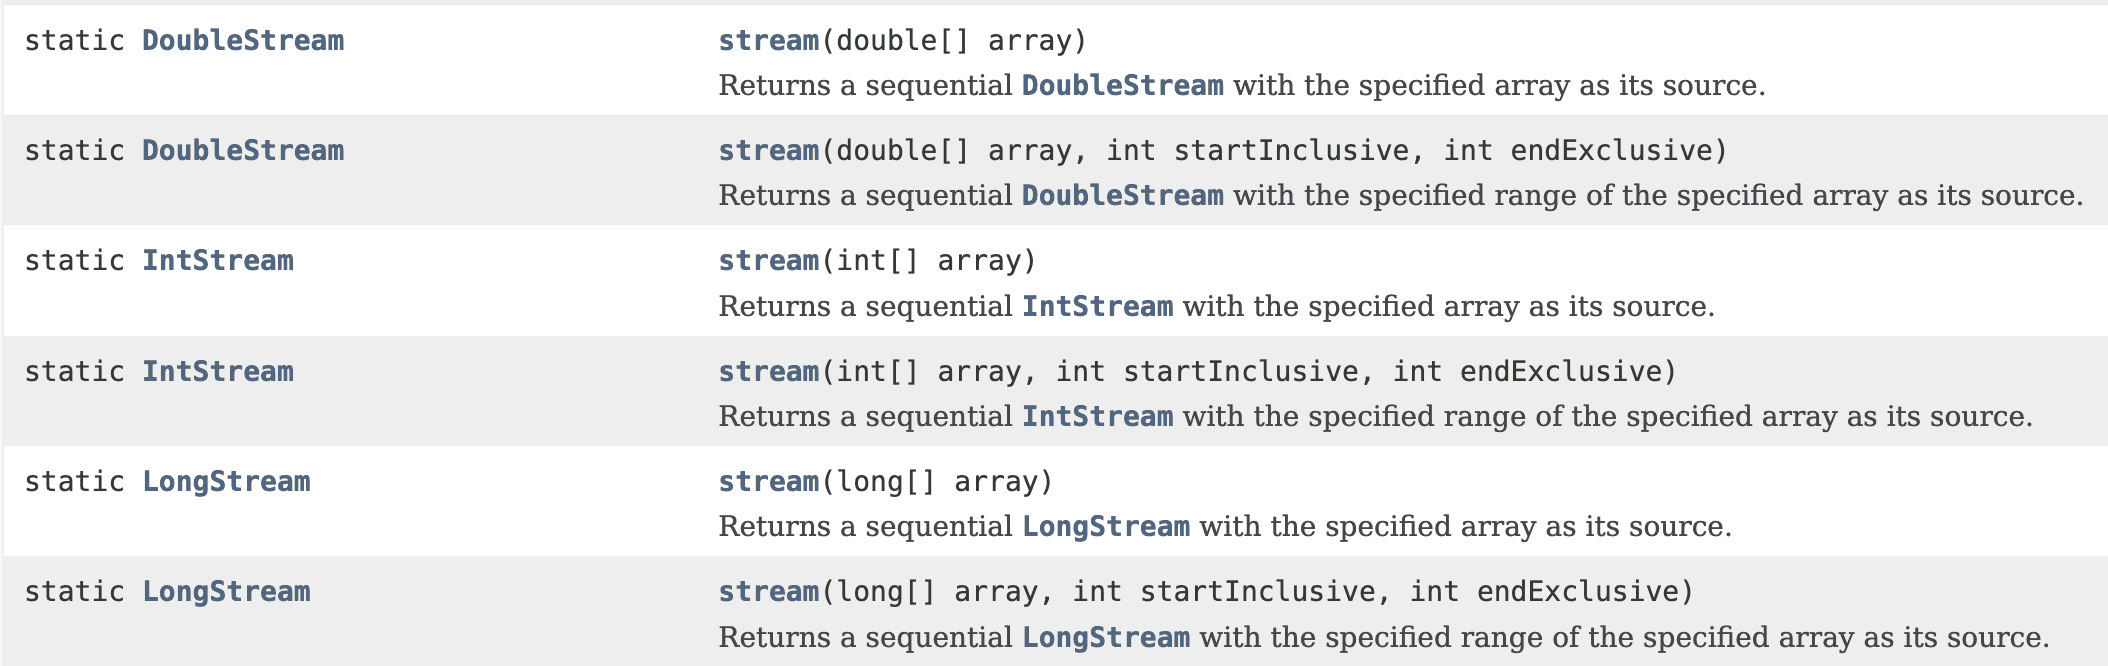 static DoubleStream stream(double[] array)
Returns a sequential DoubleStream with the specified array as its source.
static DoubleStream stream(double[] array, int startInclusive, int endExclusive)
Returns a sequential DoubleStream with the specified range of the specified array as its source.
static IntStream stream(int[] array)
Returns a sequential IntStream with the specified array as its source.
static IntStream stream(int[] array, int startInclusive, int endExclusive)
Returns a sequential IntStream with the specified range of the specified array as its source.
static LongStream stream(long[] array)
Returns a sequential LongStream with the specified array as its source.
static LongStream stream(long[] array, int startInclusive, int endExclusive)
Returns a sequential LongStream with the specified range of the specified array as its source.